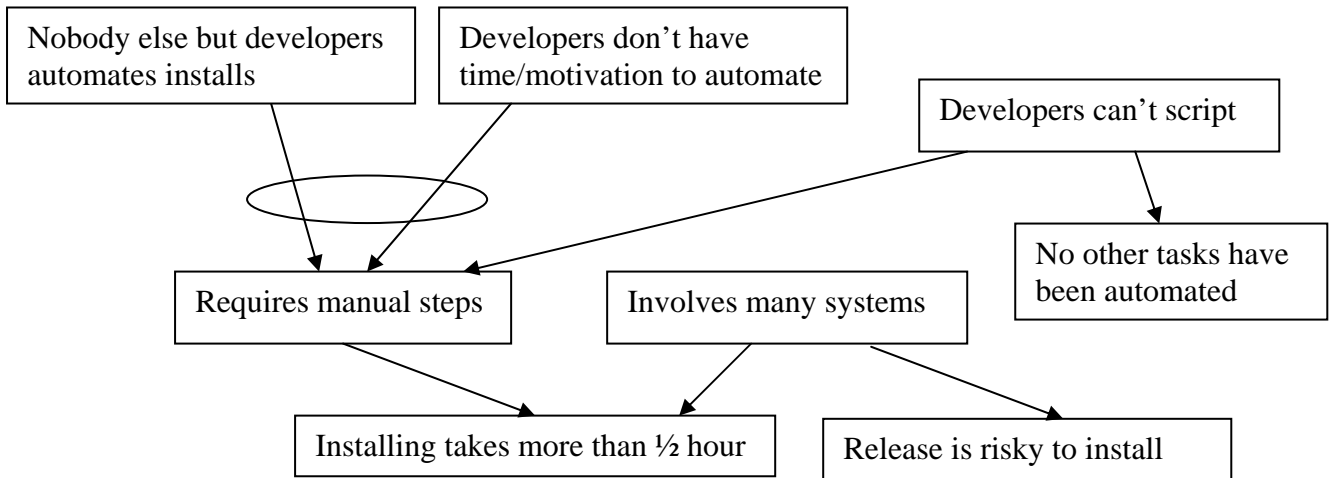 Nobody else but developers
automates installs
Developers don’t have
time/motivation to automate
Developers can’t script
No other tasks have
been automated
Requires manual steps
Involves many systems
Installing takes more than ½ hour
Release is risky to install